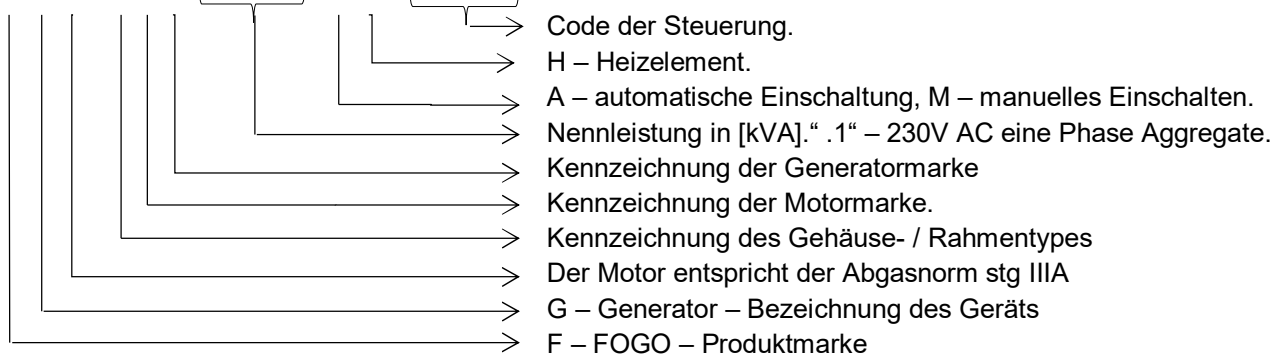 Code der Steuerung.
H – Heizelement.
A – automatische Einschaltung, M – manuelles Einschalten.
Nennleistung in [kVA].“ .1“ – 230V AC eine Phase Aggregate.
Kennzeichnung der Generatormarke
Kennzeichnung der Motormarke.
Kennzeichnung des Gehäuse- / Rahmentypes
Der Motor entspricht der Abgasnorm stg IIIA
G – Generator – Bezeichnung des Geräts
F – FOGO – Produktmarke